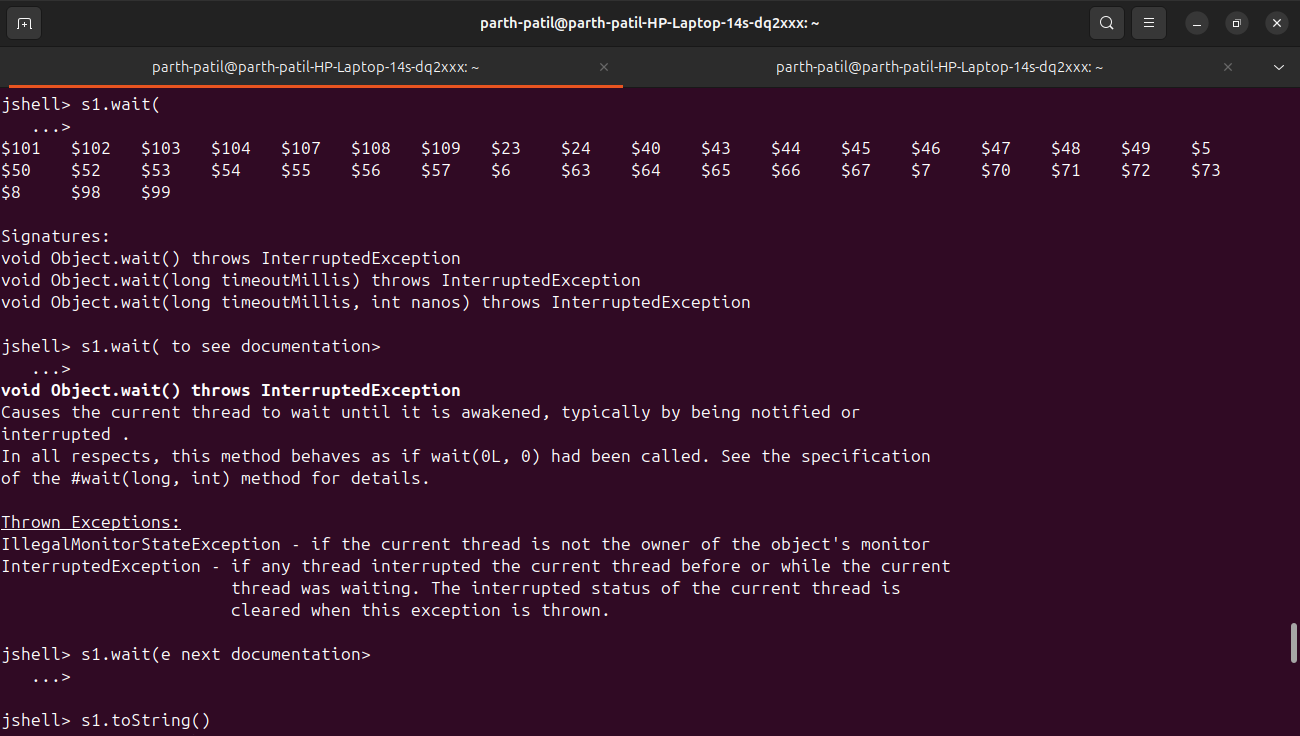 parth-patil@parth-patil-HP-Laptop-14s-dq2xxx: ~
parth-patil@parth-patil-HP-Laptop-14s-dq2xxx: ~
parth-patil@parth-patil-HP-Laptop-14s-dq2xxx: ~
jshell> s1.wait(
...>
$101 $102 $103 $104 $107 $108 $109 $23 $24 $40 $43 $44 $45 $46 $47 $48 $49 $5
$50 $52 $53 $54 $55 $56 $57 $6 $63 $64 $65 $66 $67 $7 $70 $71 $72 $73
$8 $98 $99
Signatures:
void Object.wait() throws InterruptedException
void Object.wait(long timeoutMillis) throws InterruptedException
void Object.wait(long timeoutMillis, int nanos) throws InterruptedException
jshell> s1.wait( to see documentation>
...>
void Object.wait() throws InterruptedException
Causes the current thread to wait until it is awakened, typically by being notified or
interrupted .
In all respects, this method behaves as if wait(0L, 0) had been called. See the specification
of the #wait(long, int) method for details.
Thrown Exceptions:
IllegalMonitorStateException - if the current thread is not the owner of the object's monitor
InterruptedException - if any thread interrupted the current thread before or while the current
thread was waiting. The interrupted status of the current thread is
cleared when this exception is thrown.
jshell> s1.wait(e next documentation>
...>
jshell> s1.toString()